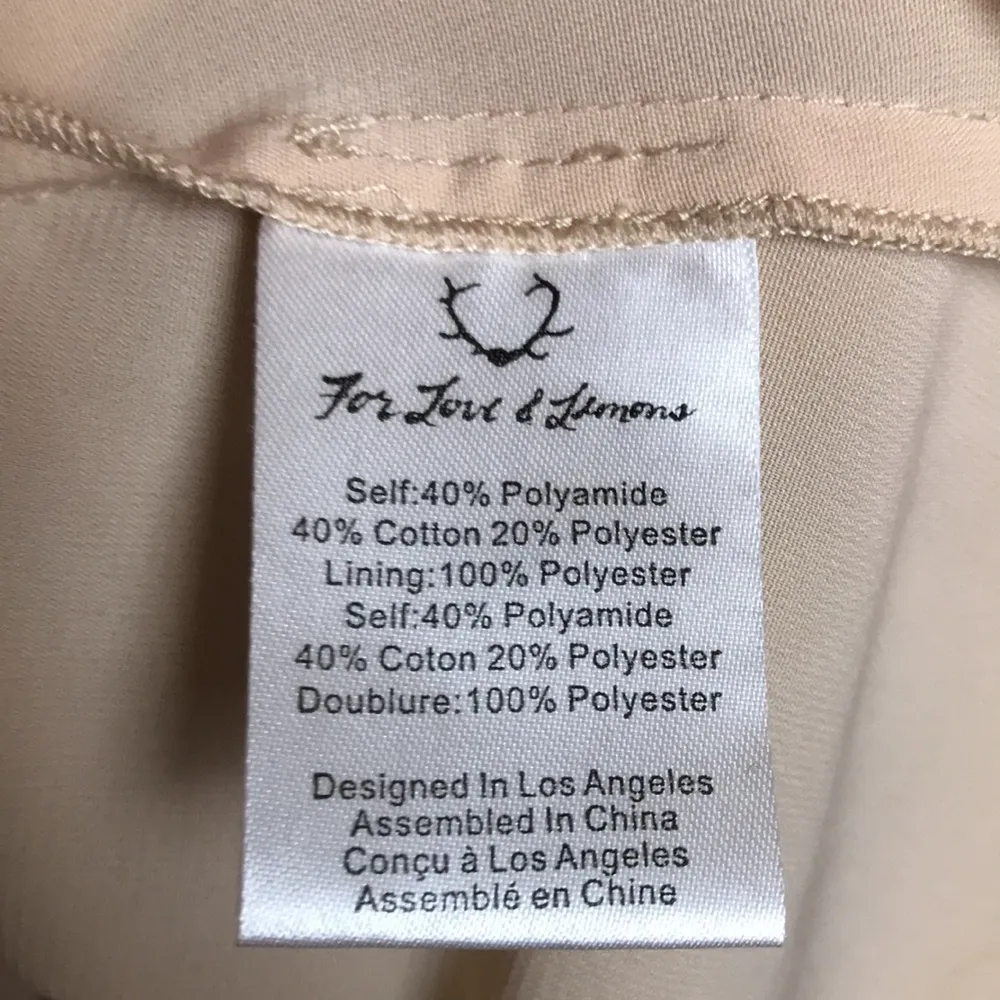 For Love & Lemons
Self:40% Polyamide
40% Cotton 20% Polyester
Lining:100% Polyester
Self:40% Polyamide
40% Coton 20% Polyester
Doublure:100% Polyester
Designed In Los Angeles
Assembled In China
Conçu à Los Angeles
Assemblé en Chine